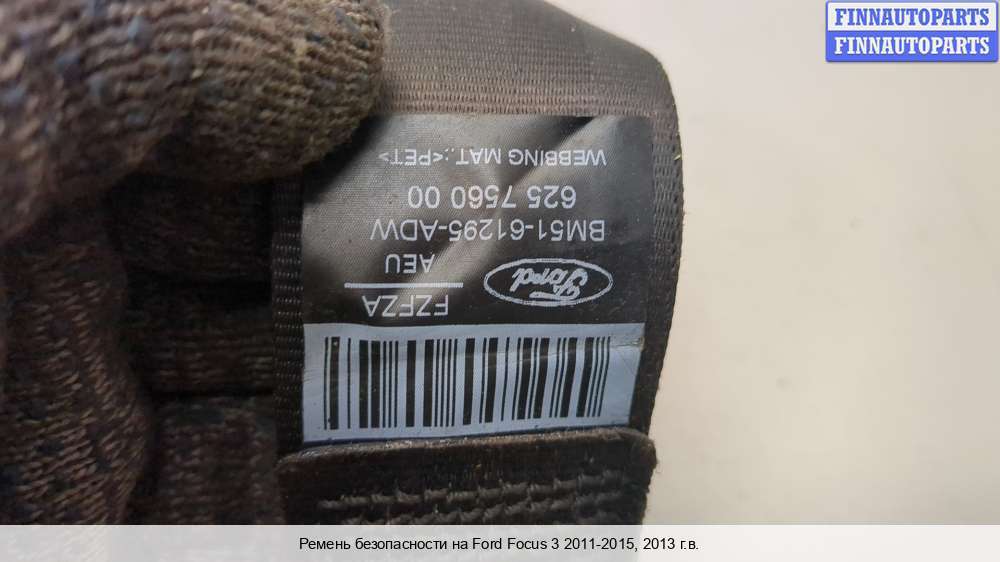 FINNAUTOPARTS
FINNAUTOPARTS
FZFZA
AEU
Ford
BM51-61295-ADW
625 7560 00
WEBBING MAT.:<PET>
Ремень безопасности на Ford Focus 3 2011-2015, 2013 г.в.